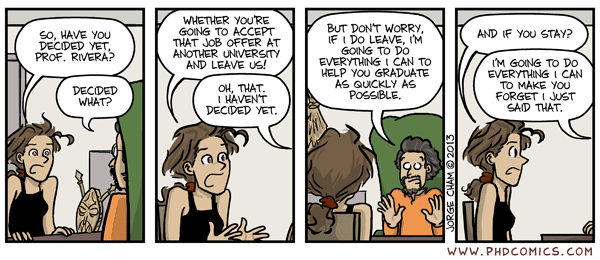 SO, HAVE YOU
DECIDED YET,
PROF. RIVERA?
DECIDED
WHAT?
WHETHER YOU'RE
GOING TO ACCEPT
THAT JOB OFFER AT
ANOTHER UNIVERSITY
AND LEAVE US!
OH, THAT.
I HAVEN'T
DECIDED YET.
BUT DON'T WORRY,
IF I DO LEAVE, I'M
GOING TO DO
EVERYTHING I CAN TO
HELP YOU GRADUATE
AS QUICKLY AS
POSSIBLE.
JORGE CHAM © 2013
AND IF YOU STAY?
I'M GOING TO DO
EVERYTHING I CAN
TO MAKE YOU
FORGET I JUST
SAID THAT.
WWW.PHDCOMICS.COM